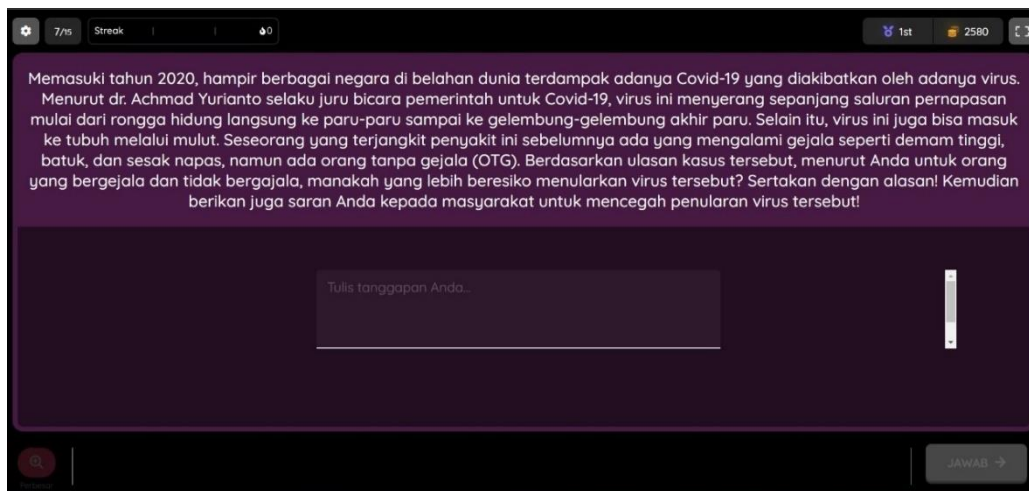 7/15 Streak 0 1st 2580
Memasuki tahun 2020, hampir berbagai negara di belahan dunia terdampak adanya Covid-19 yang diakibatkan oleh adanya virus.
Menurut dr. Achmad Yurianto selaku juru bicara pemerintah untuk Covid-19, virus ini menyerang sepanjang saluran pernapasan
mulai dari rongga hidung langsung ke paru-paru sampai ke gelembung-gelembung akhir paru. Selain itu, virus ini juga bisa masuk
ke tubuh melalui mulut. Seseorang yang terjangkit penyakit ini sebelumnya ada yang mengalami gejala seperti demam tinggi,
batuk, dan sesak napas, namun ada orang tanpa gejala (OTG). Berdasarkan ulasan kasus tersebut, menurut Anda untuk orang
yang bergejala dan tidak bergajala, manakah yang lebih beresiko menularkan virus tersebut? Sertakan dengan alasan! Kemudian
berikan juga saran Anda kepada masyarakat untuk mencegah penularan virus tersebut!
Tulis tanggapan Anda...
JAWAB